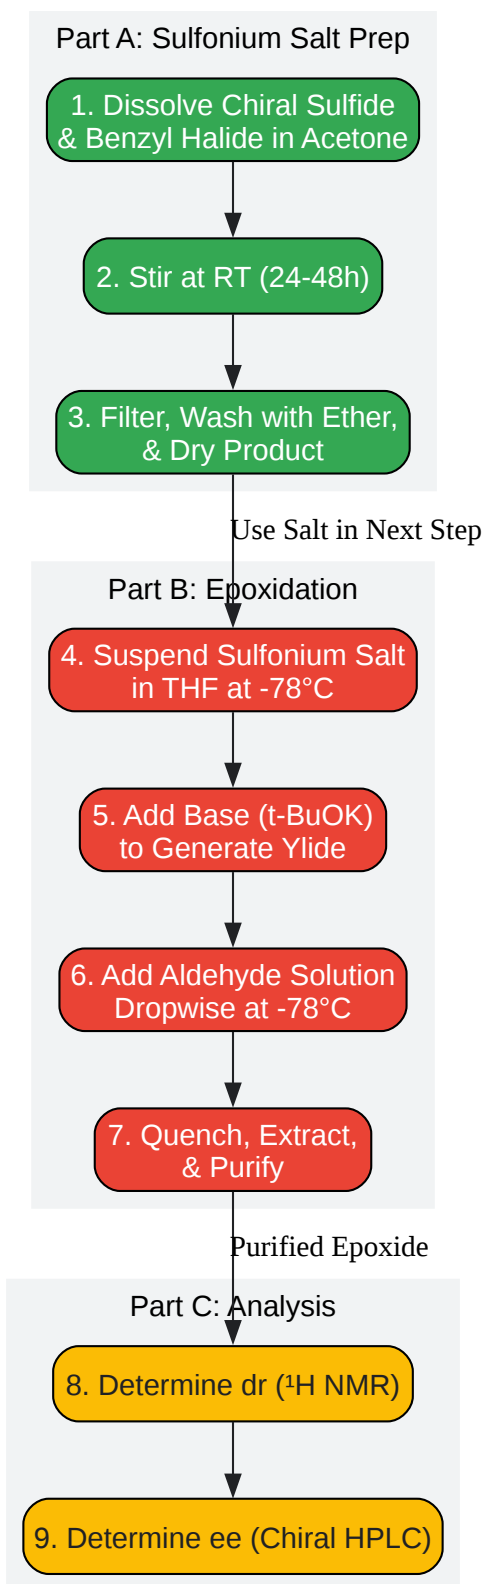 Part A: Sulfonium Salt Prep
1. Dissolve Chiral Sulfide
& Benzyl Halide in Acetone
2. Stir at RT (24-48h)
3. Filter, Wash with Ether,
& Dry Product
Use Salt in Next Step
Part B: Epoxidation
4. Suspend Sulfonium Salt
in THF at -78°C
5. Add Base (t-BuOK)
to Generate Ylide
6. Add Aldehyde Solution
Dropwise at -78°C
7. Quench, Extract,
& Purify
Purified Epoxide
Part C: Analysis
8. Determine dr (¹H NMR)
9. Determine ee (Chiral HPLC)